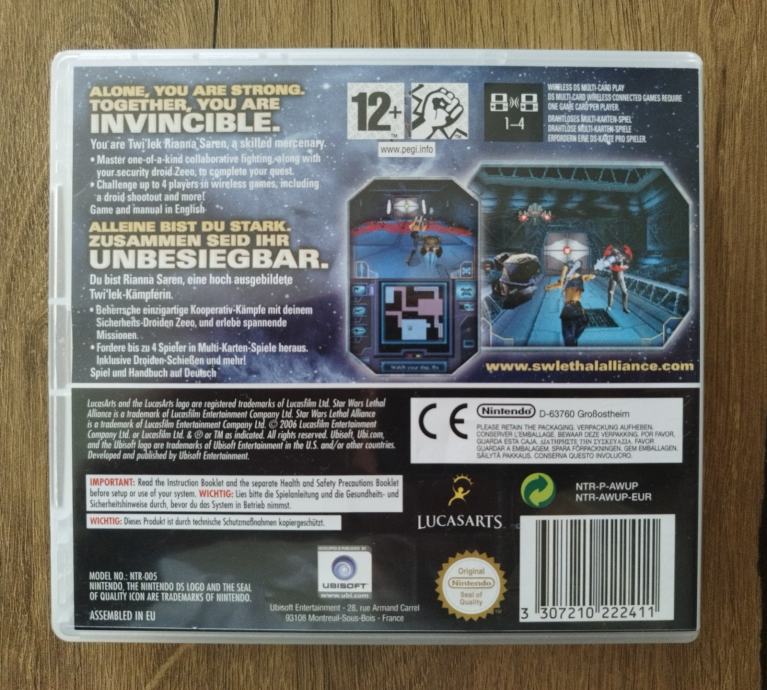 ALONE, YOU ARE STRONG.
TOGETHER, YOU ARE
INVINCIBLE.
You are Twi'lek Rianna Saren, a skilled mercenary.
• Master one-of-a-kind collaborative fighting, along with
your security droid Zeeo, to complete your quest.
• Challenge up to 4 players in wireless games, including
a droid shootout and more!
Game and manual in English
ALLEINE BIST DU STARK.
ZUSAMMEN SEID IHR
UNBESIEGBAR.
Du bist Rianna Saren, eine hoch ausgebildete
Twi'lek-Kämpferin.
• Beherrsche einzigartige Kooperativ-Kämpfe mit deinem
Sicherheits-Droiden Zeeo, und erlebe spannende
Missionen.
• Fordere bis zu 4 Spieler in Multi-Karten-Spiele heraus.
Inklusive Droiden-Schießen und mehr!
Spiel und Handbuch auf Deutsch
12+
TM
www.pegi.info
1-4
WIRELESS DS MULTI-CARD PLAY
DS MULTI-CARD WIRELESS CONNECTED GAMES REQUIRE
ONE GAME CARD PER PLAYER.
DRAHTLOSES MULTI-KARTEN-SPIEL
DRAHTLOSE MULTI-KARTEN-SPIELE
ERFORDERN EINE DS-KARTE PRO SPIELER.
www.swlethalalliance.com
LucasArts and the LucasArts logo are registered trademarks of Lucasfilm Ltd. Star Wars Lethal
Alliance is a trademark of Lucasfilm Entertainment Company Ltd. Star Wars Lethal Alliance
is a trademark of Lucasfilm Entertainment Company Ltd. © 2006 Lucasfilm Entertainment
Company Ltd. or Lucasfilm Ltd. & ® or TM as indicated. All rights reserved. Ubisoft, Ubi.com,
and the Ubisoft logo are trademarks of Ubisoft Entertainment in the U.S. and/or other countries.
Developed and published by Ubisoft Entertainment.
CE
Nintendo
D-63760 Großostheim
PLEASE RETAIN THE PACKAGING. VERPACKUNG AUFHEBEN.
CONSERVER L'EMBALLAGE. BEWAAR DEZE VERPAKKING. POR FAVOR,
GUARDA ESTA CAJA. ΔΙΑΤΗΡΗΣΤΕ ΤΗΝ ΣΥΣΚΕΥΑΣΙΑ. FAVOR
GUARDAR A EMBALAGEM. SPARA FÖRPACKNINGEN. GEM EMBALLAGEN.
SÄILYTÄ PAKKAUS. CONSERVA QUESTO INVOLUCRO.
IMPORTANT: Read the Instruction Booklet and the separate Health and Safety Precautions Booklet
before setup or use of your system. WICHTIG: Lies bitte die Spielanleitung und die Gesundheits- und
Sicherheitshinweise durch, bevor du das System in Betrieb nimmst.
WICHTIG: Dieses Produkt ist durch technische Schutzmaßnahmen kopiergeschützt.
LUCASARTS
NTR-P-AWUP
NTR-AWUP-EUR
MODEL NO.: NTR-005
NINTENDO, THE NINTENDO DS LOGO AND THE SEAL
OF QUALITY ICON ARE TRADEMARKS OF NINTENDO.
ASSEMBLED IN EU
DEVELOPED & PUBLISHED BY
UBISOFT
www.ubi.com
Ubisoft Entertainment - 28, rue Armand Carrel
93108 Montreuil-Sous-Bois - France
Original
Nintendo
Seal of
Quality
3 307210 222411